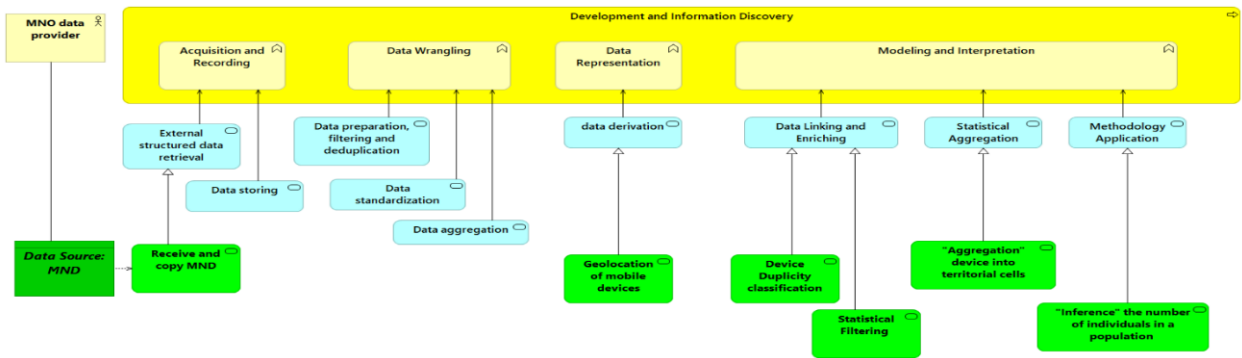 MNO data
provider
Development and Information Discovery
Acquisition and
Recording
Data Wrangling
Data
Representation
Modeling and Interpretation
External
structured data
retrieval
Data storing
Data preparation,
filtering and
deduplication
Data
standardization
Data aggregation
data derivation
Data Linking and
Enriching
Statistical
Aggregation
Methodology
Application
Data Source:
MND
Receive and
copy MND
Geolocation
of mobile
devices
Device
Duplicity
classification
Statistical
Filtering
"Aggregation"
device into
territorial cells
"Inference" the number
of individuals in a
population